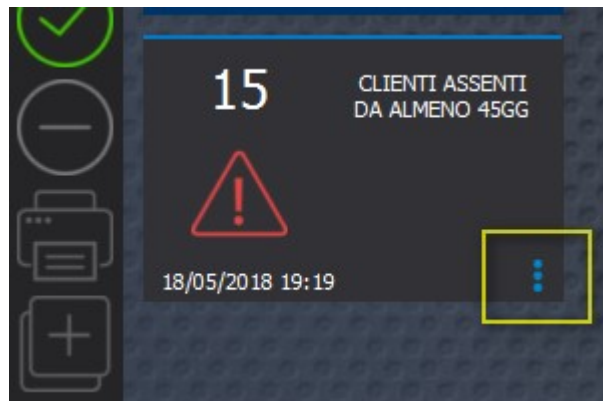 15
CLIENTI ASSENTI
DA ALMENO 45GG
18/05/2018 19:19